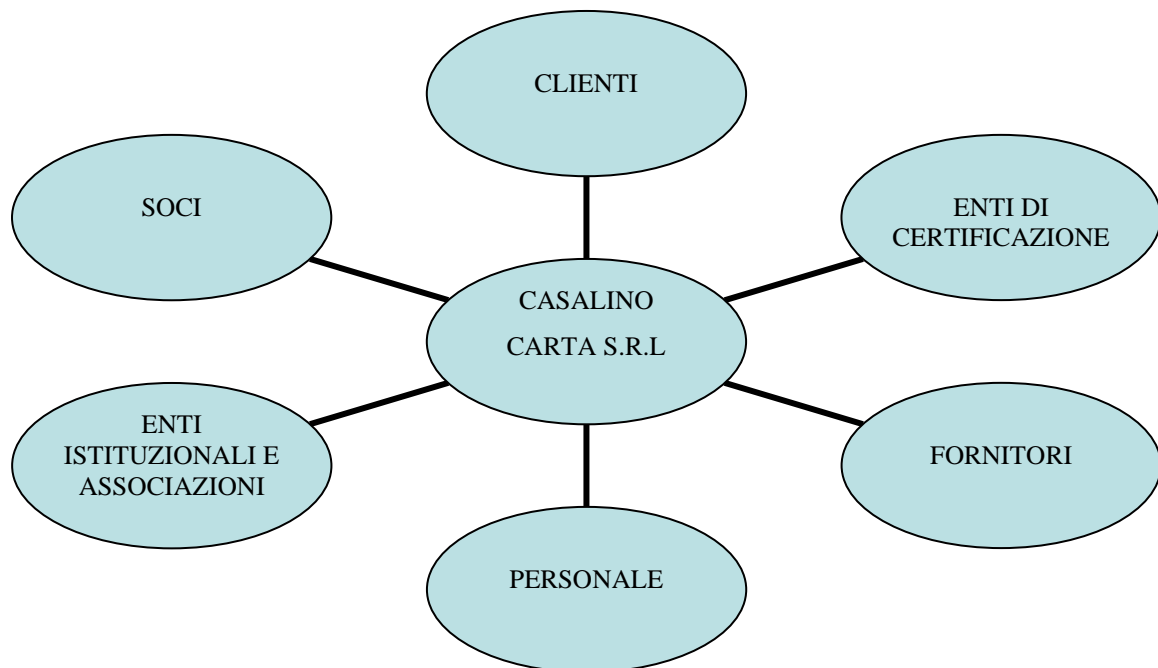 CLIENTI
SOCI
ENTI DI
CERTIFICAZIONE
CASALINO
CARTA S.R.L
ENTI
ISTITUZIONALI E
ASSOCIAZIONI
FORNITORI
PERSONALE